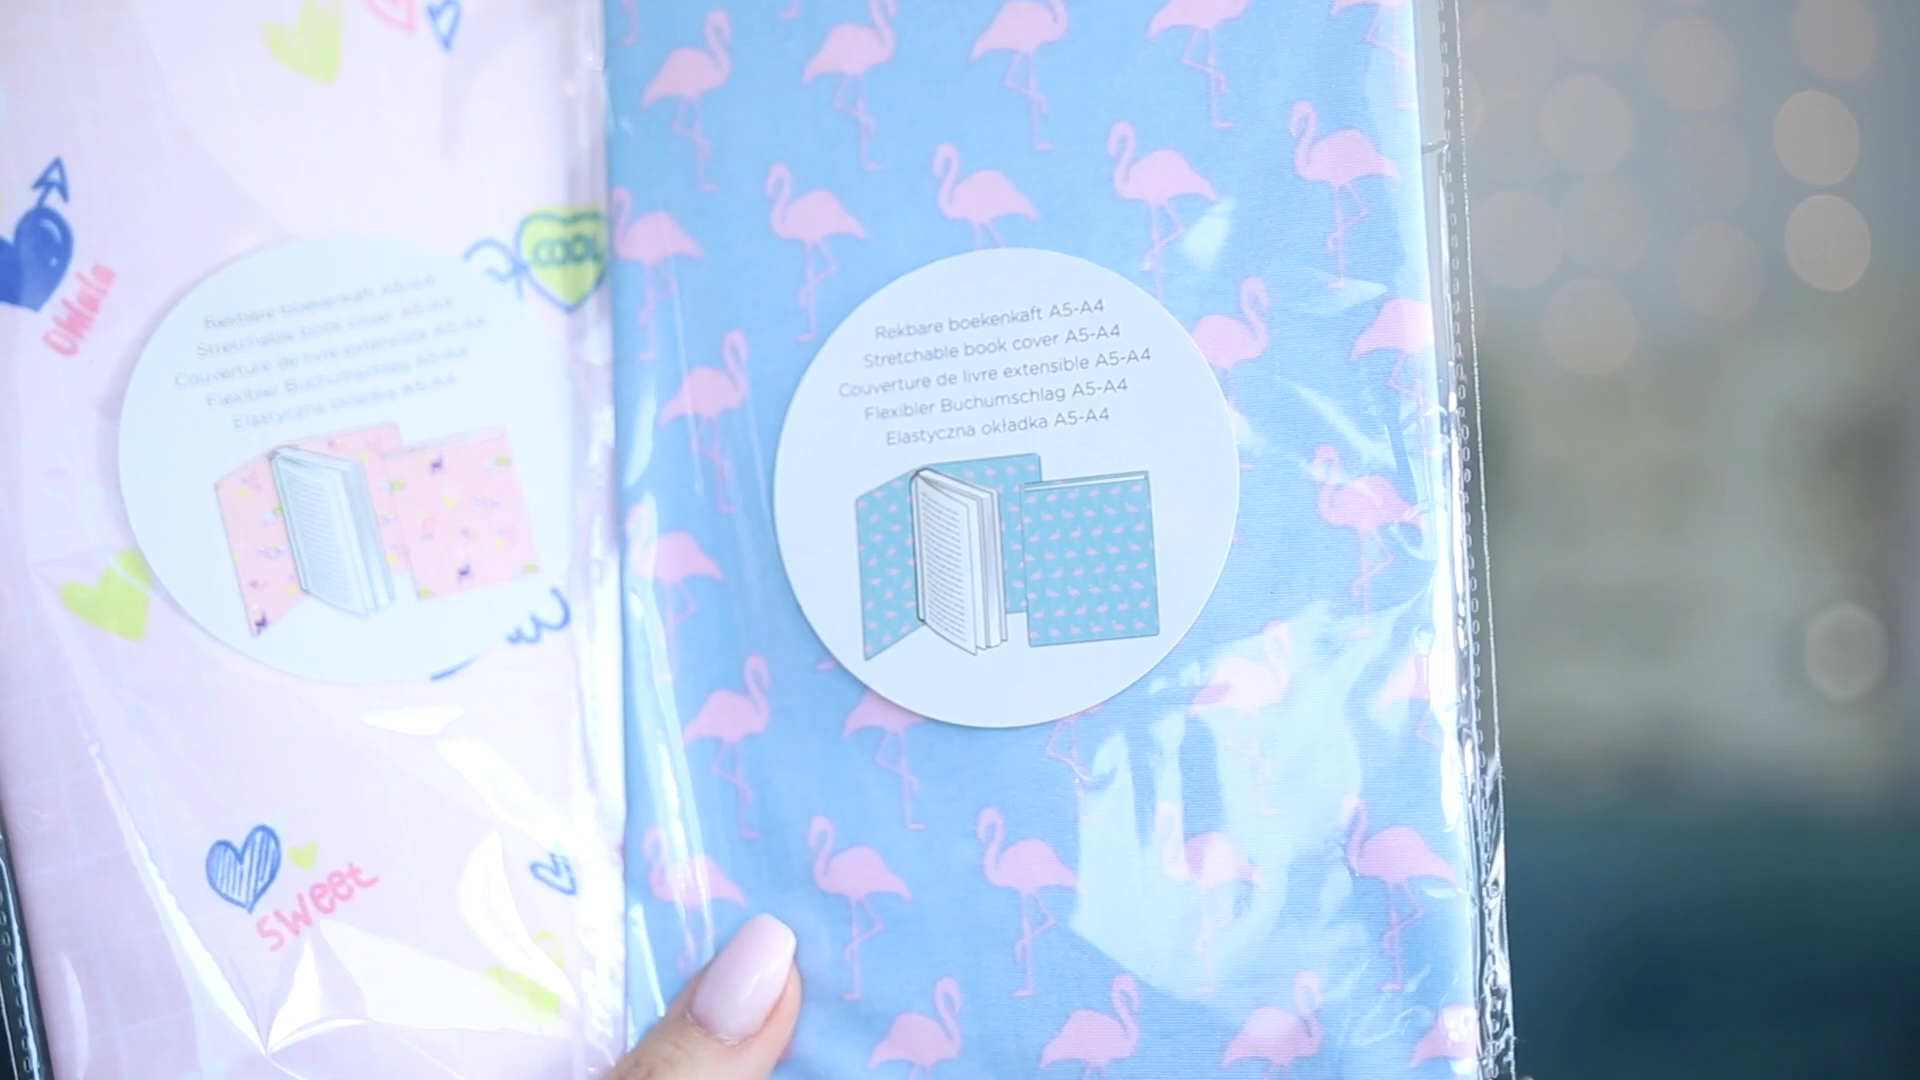 OMala
COOL
Rekbare boekenkaft A5-A4
Stretchable book cover A5-A4
Couverture de livre extensible A5-A4
Flexibler Buchumschlag A5-A4
Elastyczna okładka A5-A4
sweet
Rekbare boekenkaft A5-A4
Stretchable book cover A5-A4
Couverture de livre extensible A5-A4
Flexibler Buchumschlag A5-A4
Elastyczna okładka A5-A4